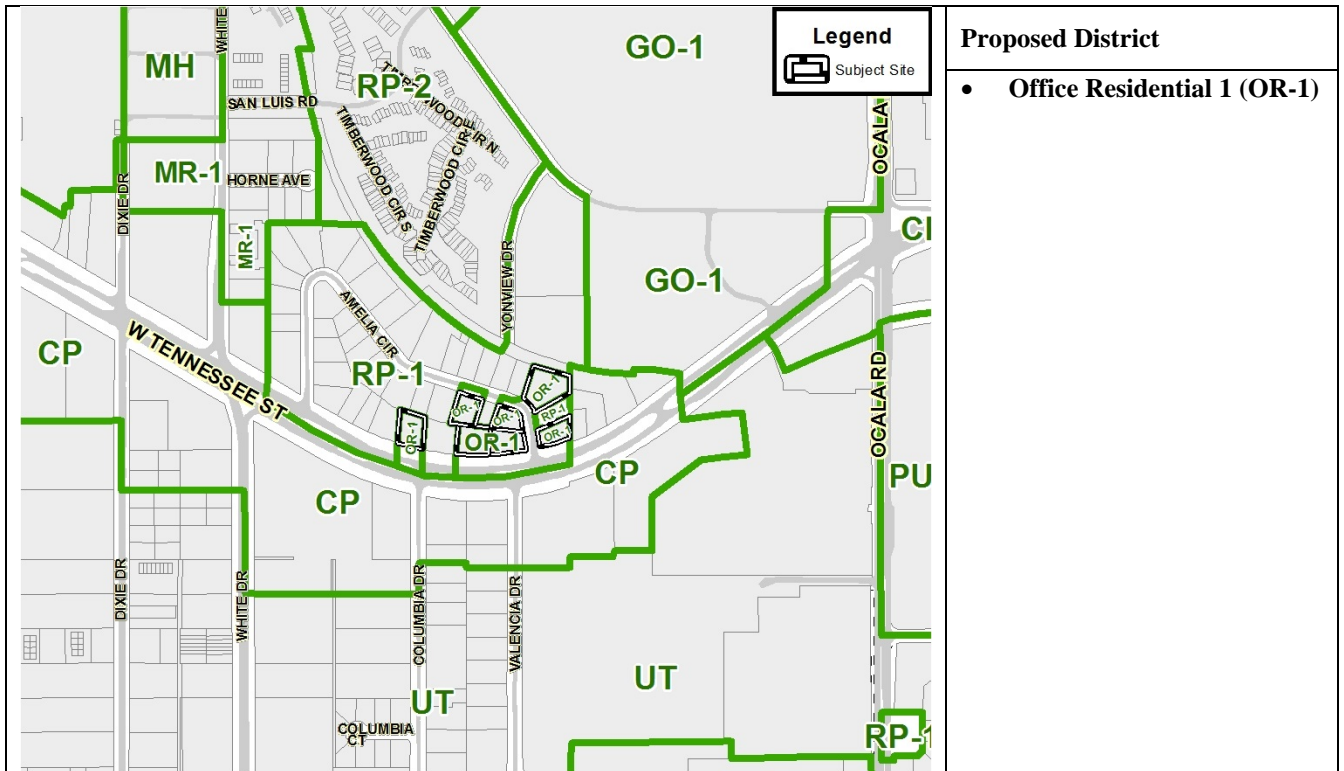 Legend
Subject Site
Proposed District
• Office Residential 1 (OR-1)
MH
WHITE
RP-2
GO-1
SAN LUIS RD
TIMBERWOOD CIR N
TIMBERWOOD CIR S
TIMBERWOOD CIR E
OCALA
MR-1
HORNE AVE
DIXIE DR
MR-1
YONVIEW DR
GO-1
AMELIA CIR
CP
W TENNESSEE ST
RP-1
OR-1
OR-1
OR-1
RP-1
OR-1
OR-1
OR-1
OCALA RD
CP
CP
PU
DIXIE DR
WHITE DR
COLUMBIA DR
VALENCIA DR
UT
UT
COLUMBIA
CT
RP-1